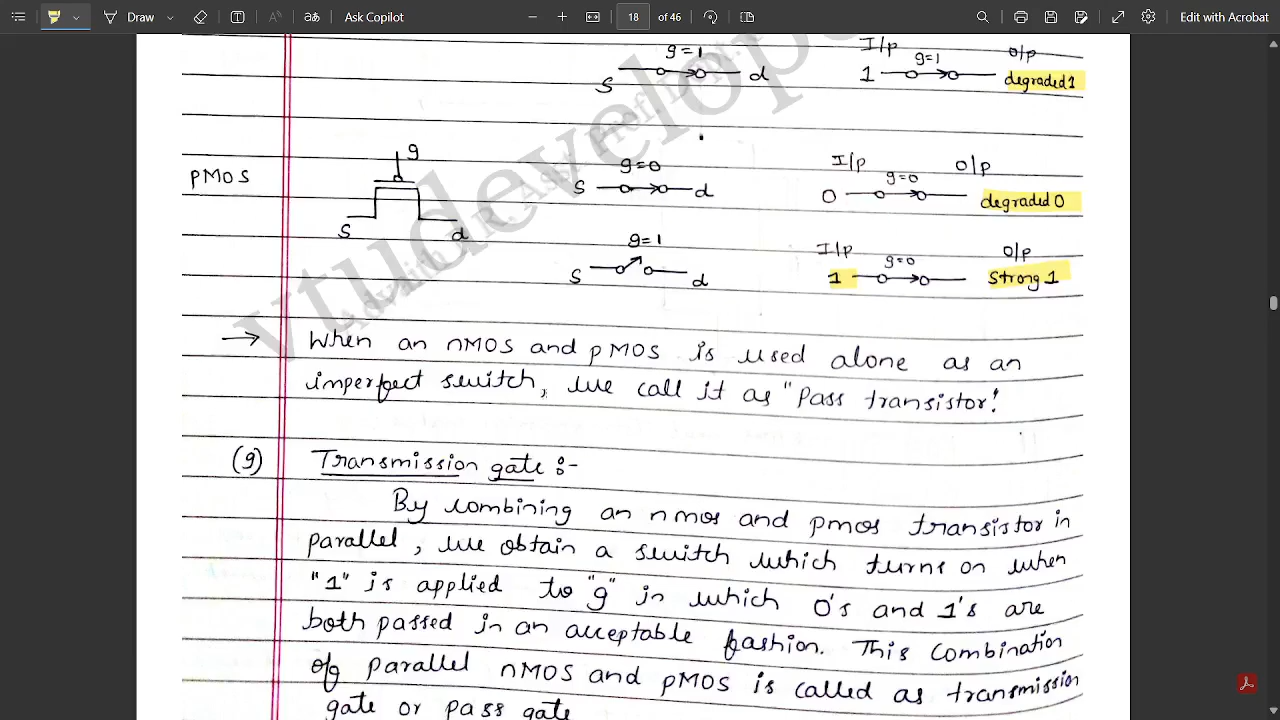 Draw
Ask Copilot
18 of 46
Edit with Acrobat
g=1 I/p o/p
g=1
S d 1 degraded 1
g
PMOS
S d
g=0 I/p o/p
g=0
S d 0 degraded 0
g=1 I/p o/p
g=0
S d 1 Strong 1
→ When an nMOS and pMOS is used alone as an
imperfect switch, we call it as "Pass transistor!
(9) Transmission gate :-
By combining an nmos and pmos transistor in
parallel, we obtain a switch which turns on when
"1" is applied to "g" in which 0's and 1's are
both passed in an acceptable fashion. This combination
of parallel nMOS and pMOS is called as transmission
gate or pass gate
vtudevelope